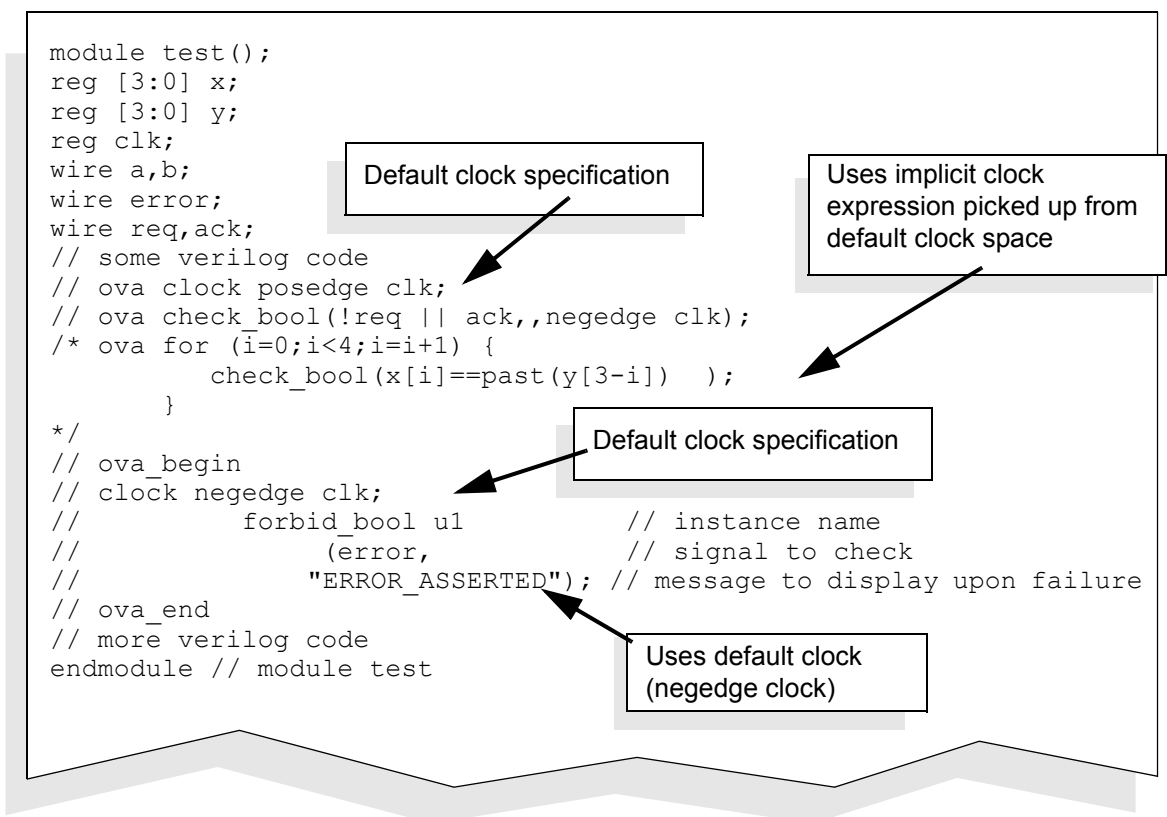 module test();
reg [3:0] x;
reg [3:0] y;
reg clk;
wire a,b;
wire error;
wire req,ack;
// some verilog code
// ova clock posedge clk;
// ova check_bool(!req || ack,,negedge clk);
/* ova for (i=0;i<4;i=i+1) {
check_bool(x[i]==past(y[3-i])  );
}
*/
// ova_begin
// clock negedge clk;
//          forbid_bool u1          // instance name
//               (error,            // signal to check
//              "ERROR_ASSERTED"); // message to display upon failure
// ova_end
// more verilog code
endmodule // module test
Default clock specification
Uses implicit clock
expression picked up from
default clock space
Default clock specification
Uses default clock
(negedge clock)